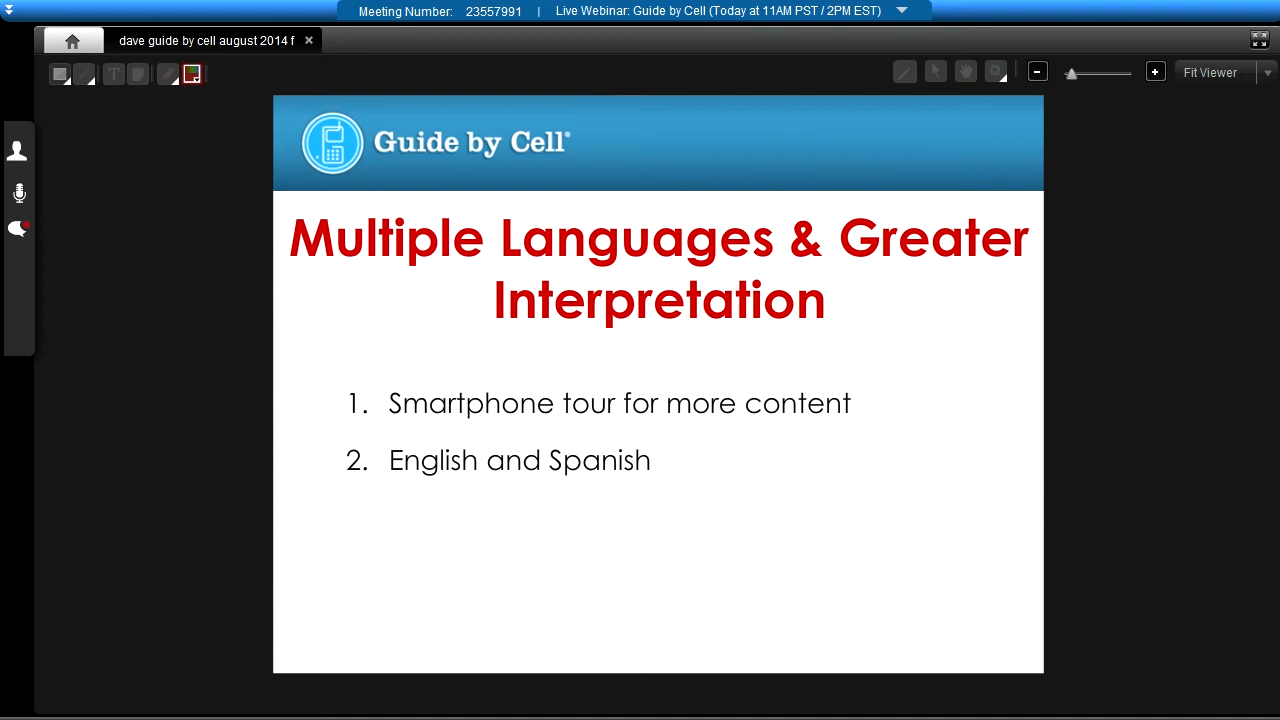 Meeting Number: 23557991 | Live Webinar: Guide by Cell (Today at 11AM PST / 2PM EST)
dave guide by cell august 2014 f
T
Fit Viewer
Guide by Cell®
Multiple Languages & Greater
Interpretation
1. Smartphone tour for more content
2. English and Spanish